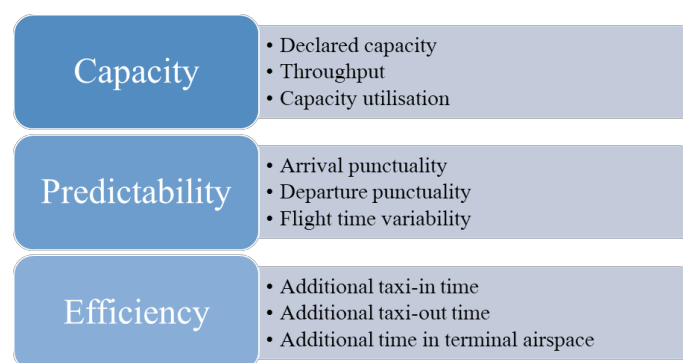 Capacity
• Declared capacity
• Throughput
• Capacity utilisation
Predictability
• Arrival punctuality
• Departure punctuality
• Flight time variability
Efficiency
• Additional taxi-in time
• Additional taxi-out time
• Additional time in terminal airspace